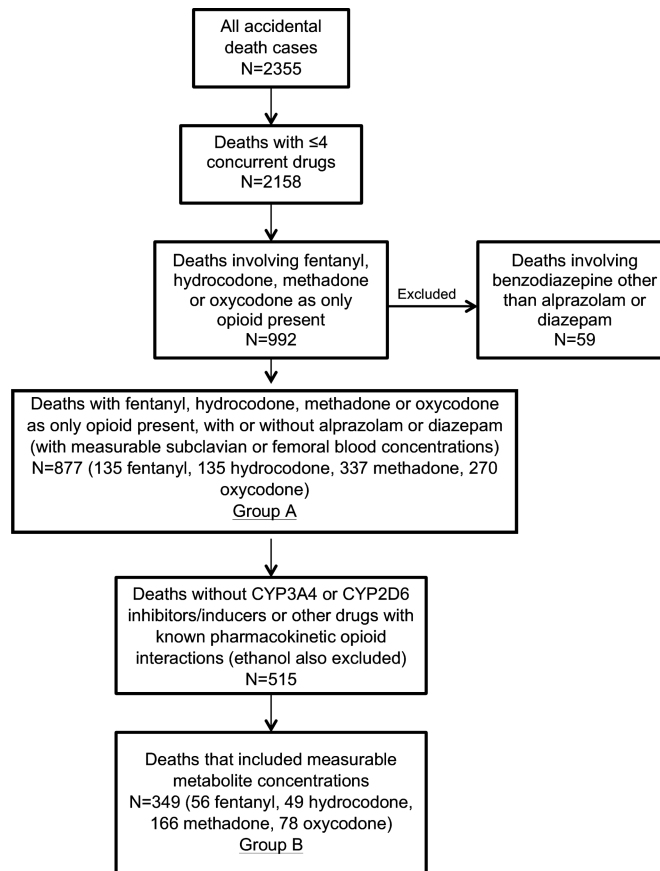 All accidental
death cases
N=2355
Deaths with ≤4
concurrent drugs
N=2158
Deaths involving fentanyl,
hydrocodone, methadone
or oxycodone as only
opioid present
N=992
Excluded
Deaths involving
benzodiazepine other
than alprazolam or
diazepam
N=59
Deaths with fentanyl, hydrocodone, methadone or oxycodone
as only opioid present, with or without alprazolam or diazepam
(with measurable subclavian or femoral blood concentrations)
N=877 (135 fentanyl, 135 hydrocodone, 337 methadone, 270
oxycodone)
Group A
Deaths without CYP3A4 or CYP2D6
inhibitors/inducers or other drugs with
known pharmacokinetic opioid
interactions (ethanol also excluded)
N=515
Deaths that included measurable
metabolite concentrations
N=349 (56 fentanyl, 49 hydrocodone,
166 methadone, 78 oxycodone)
Group B